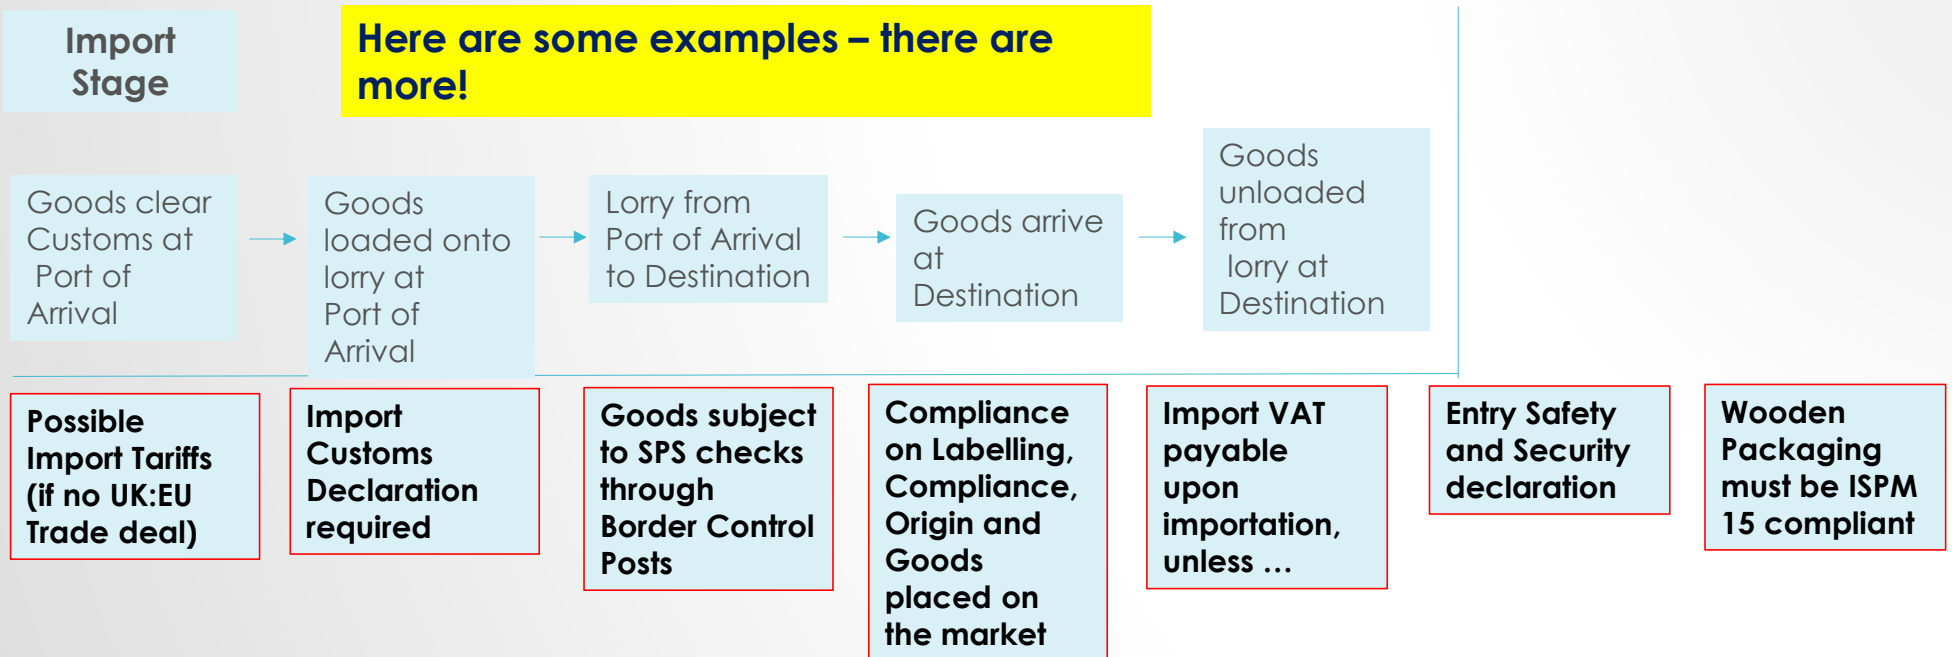 Import
Stage
Here are some examples – there are
more!
Goods clear
Customs at
Port of
Arrival
Goods
loaded onto
lorry at
Port of
Arrival
Lorry from
Port of Arrival
to Destination
Goods arrive
at
Destination
Goods
unloaded
from
lorry at
Destination
Possible
Import Tariffs
(if no UK:EU
Trade deal)
Import
Customs
Declaration
required
Goods subject
to SPS checks
through
Border Control
Posts
Compliance
on Labelling,
Compliance,
Origin and
Goods
placed on
the market
Import VAT
payable
upon
importation,
unless …
Entry Safety
and Security
declaration
Wooden
Packaging
must be ISPM
15 compliant